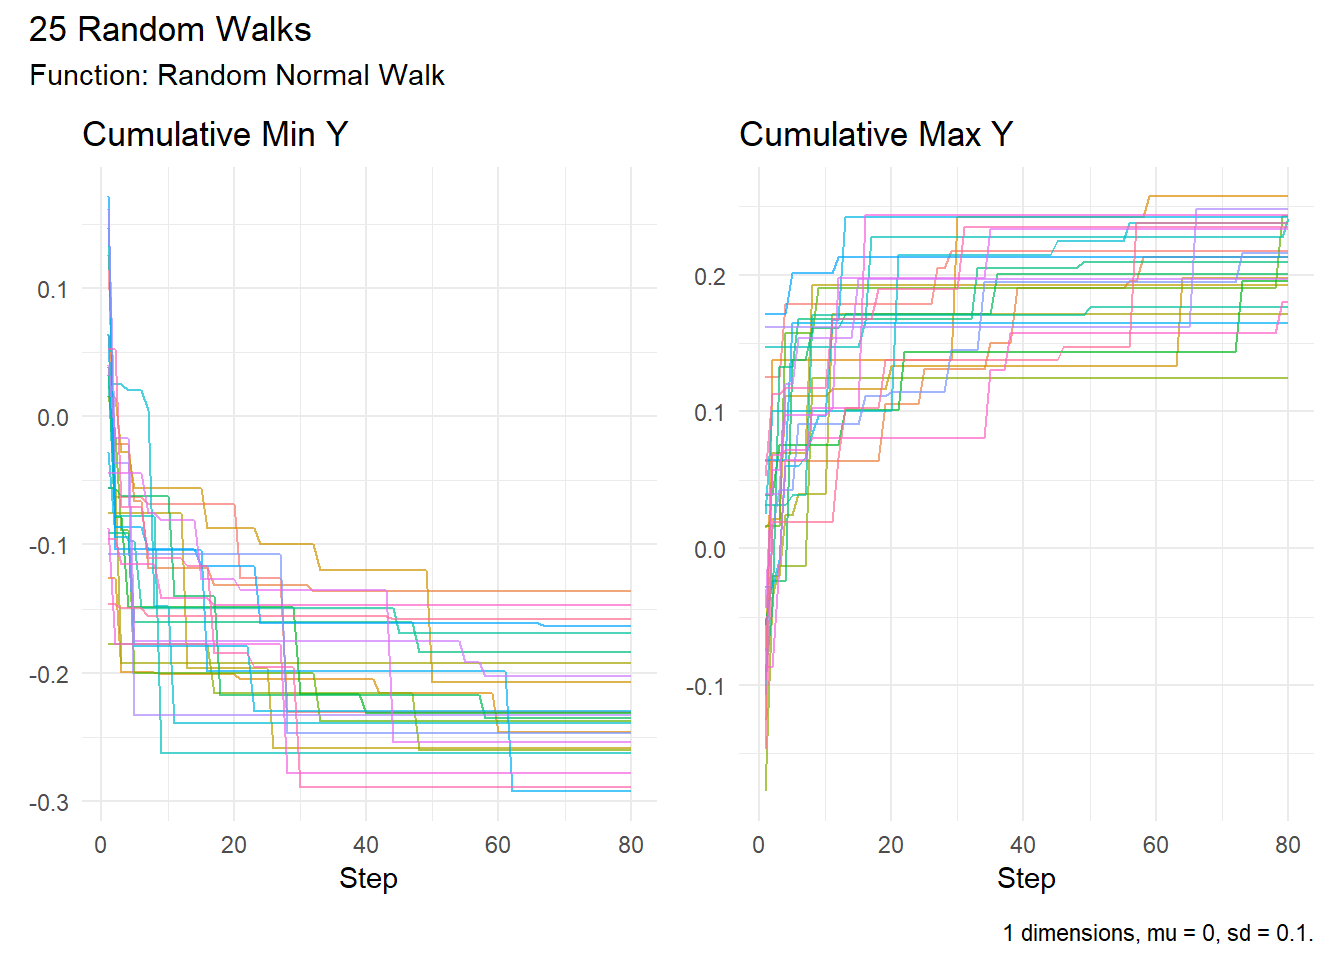 25 Random Walks
Function: Random Normal Walk
Cumulative Min Y
0.1
0.0
-0.1
-0.2
-0.3
0 20 40 60 80
Step
Cumulative Max Y
0.2
0.1
0.0
-0.1
0 20 40 60 80
Step
1 dimensions, mu = 0, sd = 0.1.